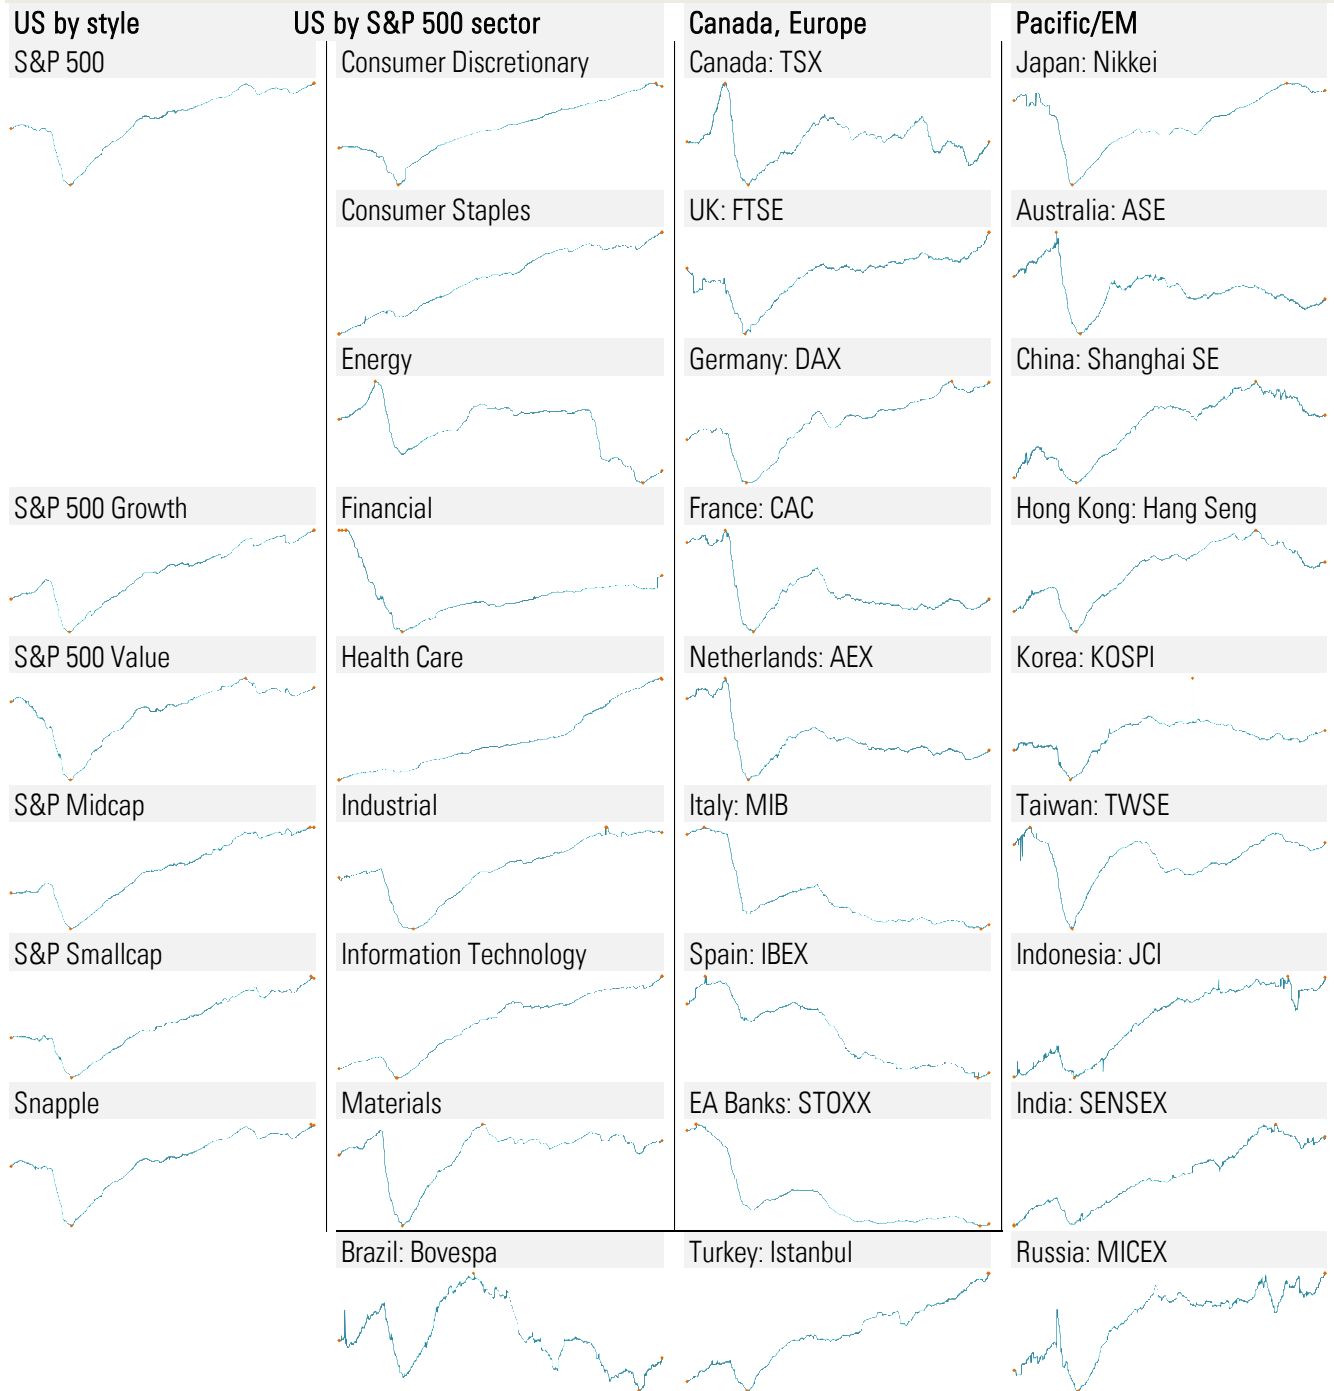 US by style US by S&P 500 sector Canada, Europe Pacific/EM
S&P 500 Consumer Discretionary Canada: TSX Japan: Nikkei
Consumer Staples UK: FTSE Australia: ASE
Energy Germany: DAX China: Shanghai SE
S&P 500 Growth Financial France: CAC Hong Kong: Hang Seng
S&P 500 Value Health Care Netherlands: AEX Korea: KOSPI
S&P Midcap Industrial Italy: MIB Taiwan: TWSE
S&P Smallcap Information Technology Spain: IBEX Indonesia: JCI
Snapple Materials EA Banks: STOXX India: SENSEX
Brazil: Bovespa Turkey: Istanbul Russia: MICEX